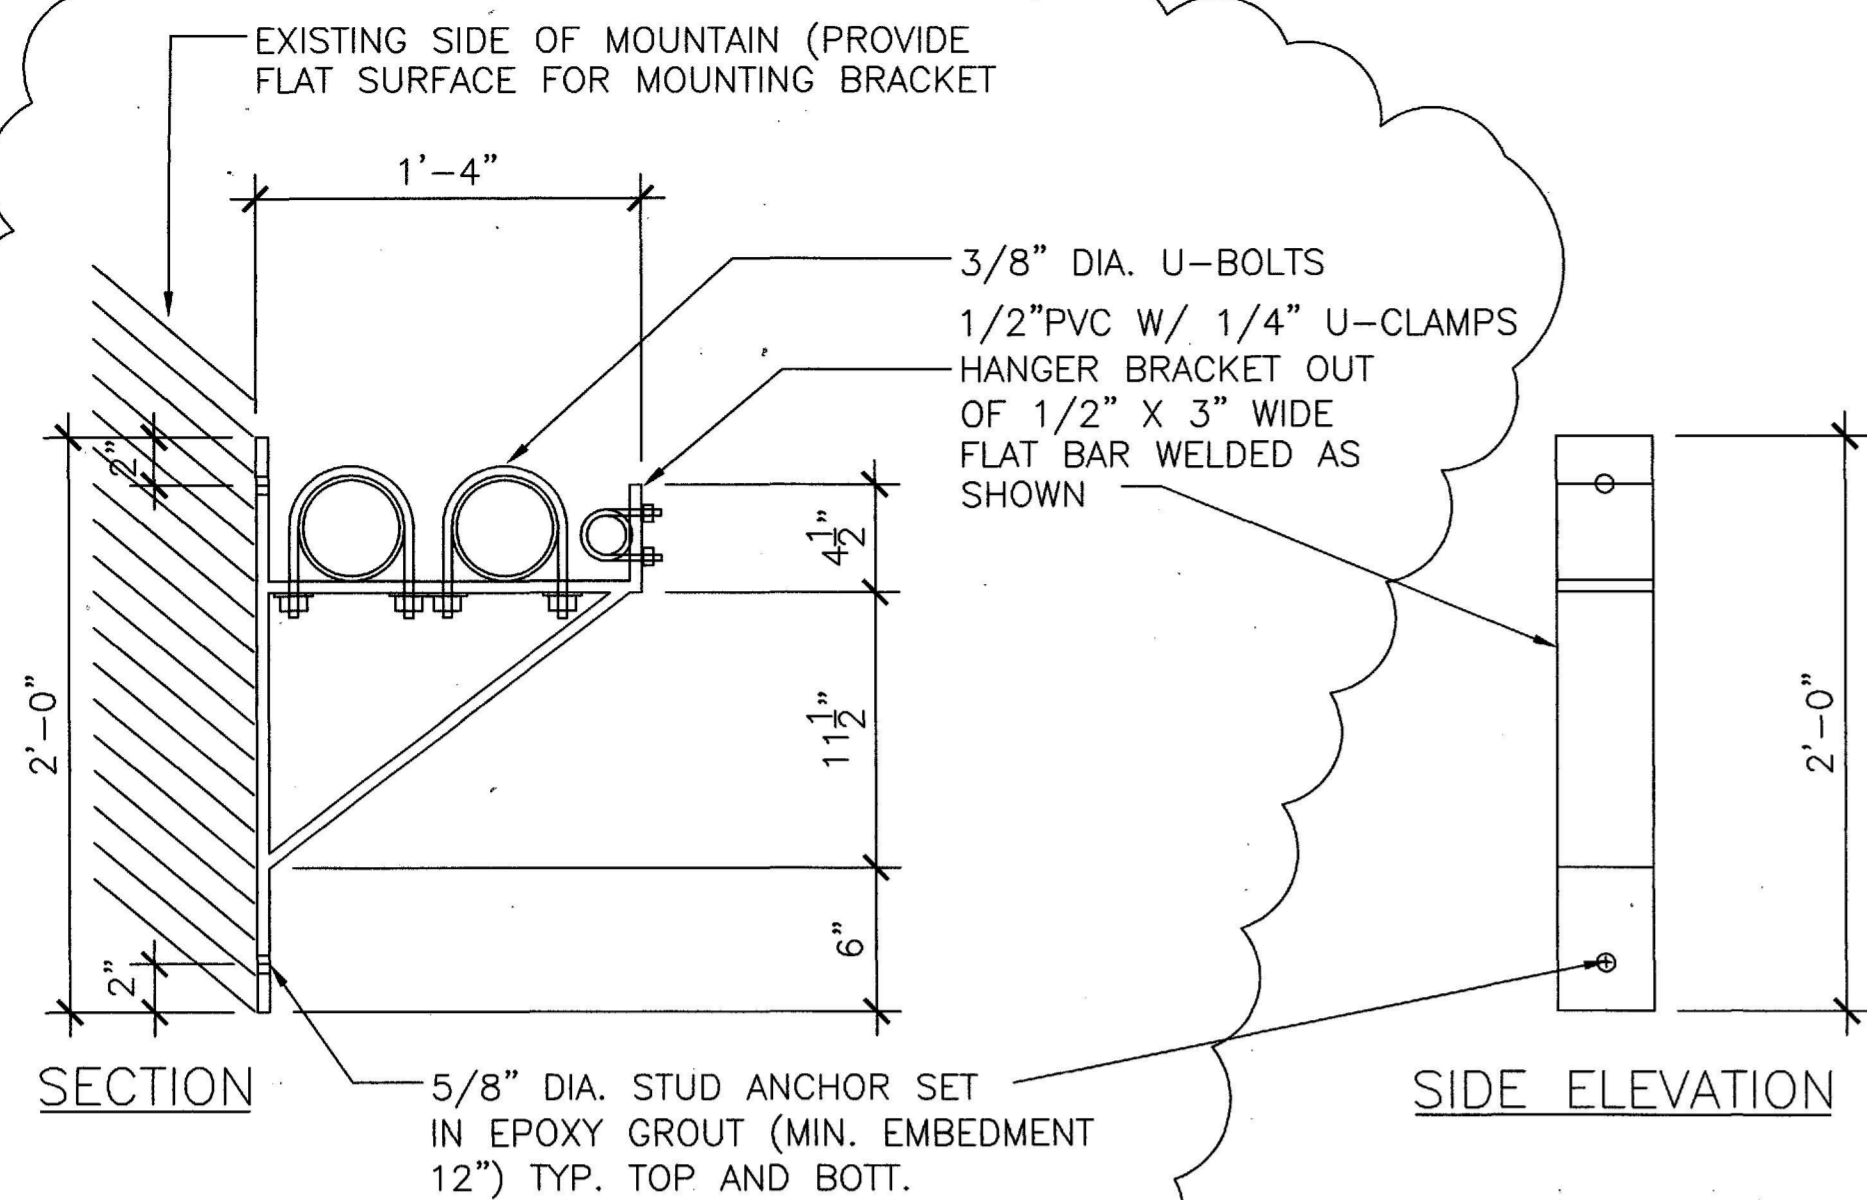 EXISTING SIDE OF MOUNTAIN (PROVIDE
FLAT SURFACE FOR MOUNTING BRACKET
1'-4"
3/8" DIA. U-BOLTS
1/2"PVC W/ 1/4" U-CLAMPS
HANGER BRACKET OUT
OF 1/2" X 3" WIDE
FLAT BAR WELDED AS
SHOWN
2"
4 1/2"
2'-0"
11 1/2"
2'-0"
6"
2"
SECTION
5/8" DIA. STUD ANCHOR SET
IN EPOXY GROUT (MIN. EMBEDMENT
12") TYP. TOP AND BOTT.
SIDE ELEVATION